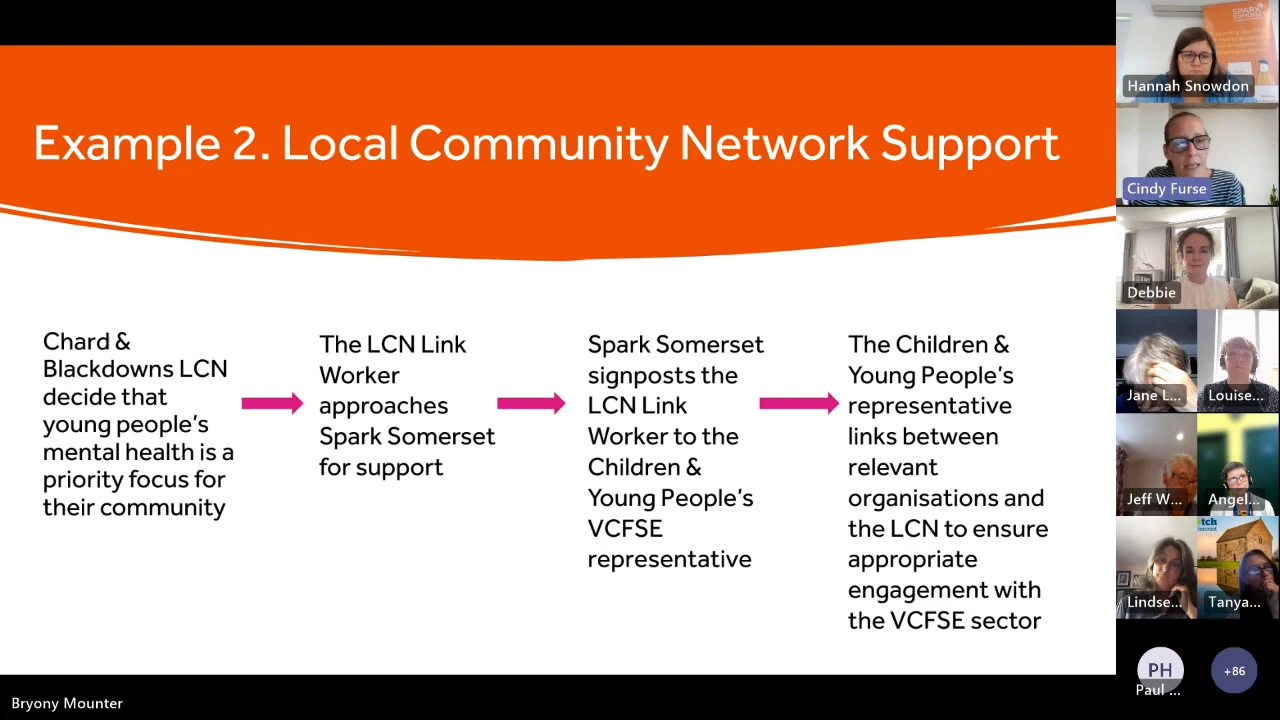 Example 2. Local Community Network Support
Chard &
Blackdowns LCN
decide that
young people's
mental health is a
priority focus for
their community
The LCN Link
Worker
approaches
Spark Somerset
for support
Spark Somerset
signposts the
LCN Link
Worker to the
Children &
Young People's
VCFSE
representative
The Children &
Young People's
representative
links between
relevant
organisations and
the LCN to ensure
appropriate
engagement with
the VCFSE sector
SPARK
SOMERSET
Hannah Snowdon
Cindy Furse
Debbie
Jane L...
Louise...
Jeff W...
Angel...
Lindse...
Tanya...
PH
Paul ...
+86
Bryony Mounter